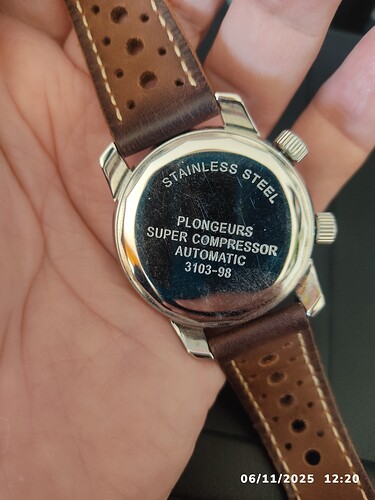 STAINLESS STEEL
PLONGEURS
SUPER COMPRESSOR
AUTOMATIC
3103-98
06/11/2025 12:20